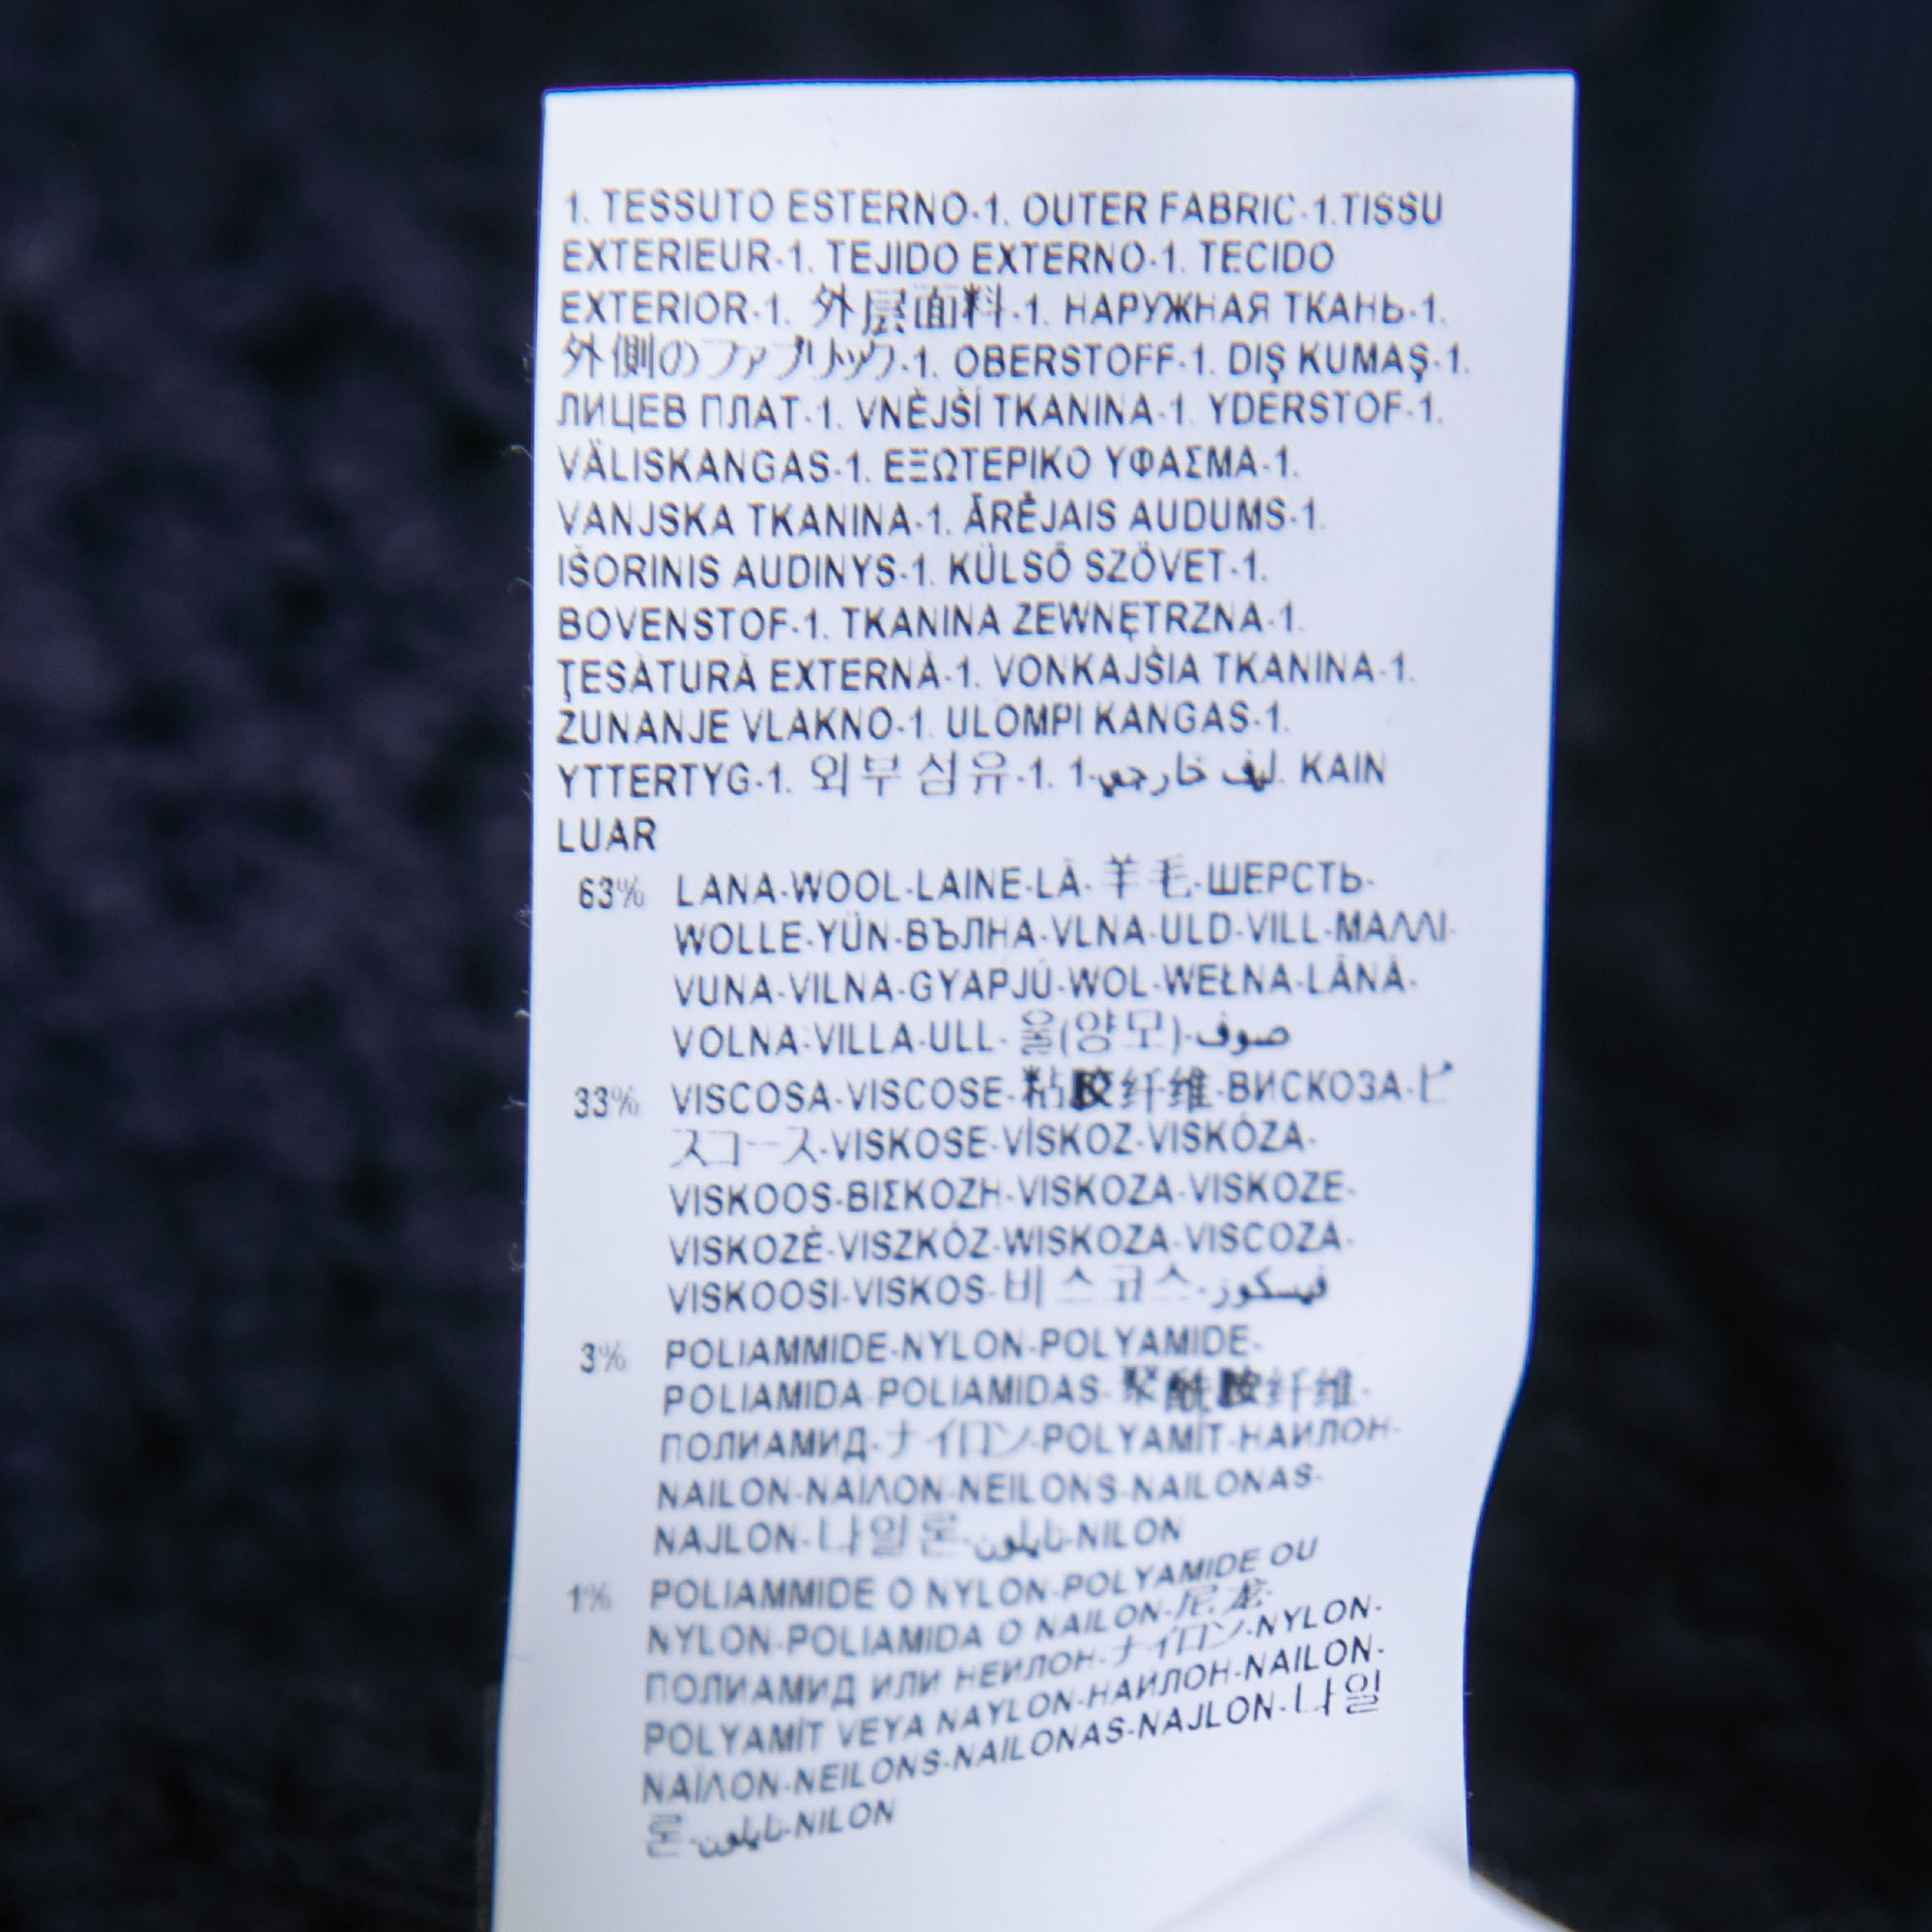 1. TESSUTO ESTERNO-1. OUTER FABRIC-1.TISSU
EXTERIEUR-1. TEJIDO EXTERNO-1. TECIDO
EXTERIOR-1. 外层面料-1. НАРУЖНАЯ ТКАНЬ-1.
外側のファブリック-1. OBERSTOFF-1. DIŞ KUMAŞ-1.
ЛИЦЕВ ПЛАТ-1. VNĚJŠÍ TKANINA-1. YDERSTOF-1.
VÄLISKANGAS-1. ΕΞΩΤΕΡΙΚΟ ΥΦΑΣΜΑ-1.
VANJSKA TKANINA-1. ĀRĒJAIS AUDUMS-1.
IŠORINIS AUDINYS-1. KÜLSŐ SZÖVET-1.
BOVENSTOF-1. TKANINA ZEWNĘTRZNA-1.
ŢESĂTURĂ EXTERNĂ-1. VONKAJŠIA TKANINA-1.
ZUNANJE VLAKNO-1. ULOMPI KANGAS-1.
YTTERTYG-1. 외부 섬유-1. ليف خارجي-1. KAIN
LUAR
63% LANA-WOOL-LAINE-LÃ-羊毛-ШЕРСТЬ-
WOLLE-YÜN-ВЪЛНА-VLNA-ULD-VILL-ΜΑΛΛΙ-
VUNA-VILNA-GYAPJÚ-WOL-WEŁNA-LÂNĂ-
VOLNA-VILLA-ULL-울(양모)-صوف
33% VISCOSA-VISCOSE-粘胶纤维-ВИСКОЗА-ビ
スコース-VISKOSE-VİSKOZ-VISKÓZA-
VISKOOS-ΒΙΣΚΟΖΗ-VISKOZA-VISKOZE-
VISKOZĖ-VISZKÓZ-WISKOZA-VISCOZĂ-
VISKOOSI-VISKOS-비스코스-فيسكوز
3% POLIAMMIDE-NYLON-POLYAMIDE-
POLIAMIDA-POLIAMIDAS-聚酰胺纤维-
ПОЛИАМИД-ナイロン-POLYAMİT-НАИЛОН-
NAILON-ΝΑΪΛΟΝ-NEILONS-NAILONAS-
NAJLON-나일론-نايلون-NILON
1% POLIAMMIDE O NYLON-POLYAMIDE OU
NYLON-POLIAMIDA O NAILON-尼龙-
ПОЛИАМИД ИЛИ НЕИЛОН-ナイロン-NYLON-
POLYAMİT VEYA NAYLON-НАИЛОН-NAILON-
ΝΑΪΛΟΝ-NEILONS-NAILONAS-NAJLON-나일
론-نايلون-NILON